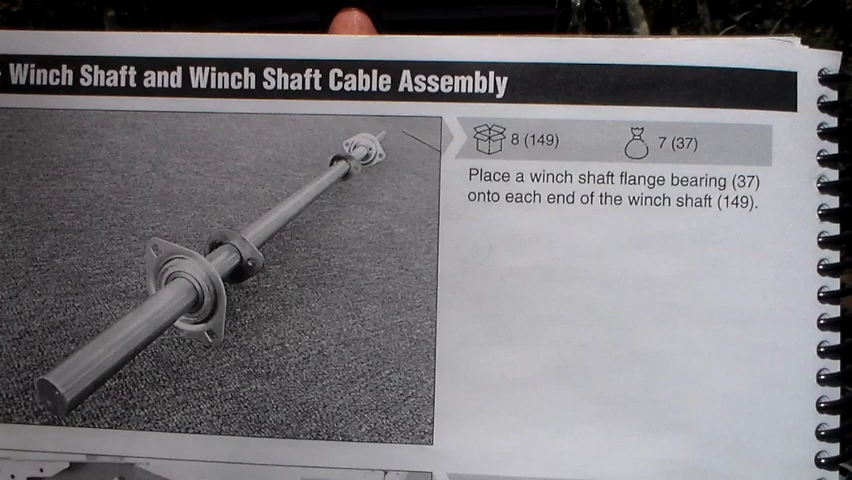 Winch Shaft and Winch Shaft Cable Assembly
8 (149)
7 (37)
Place a winch shaft flange bearing (37)
onto each end of the winch shaft (149).